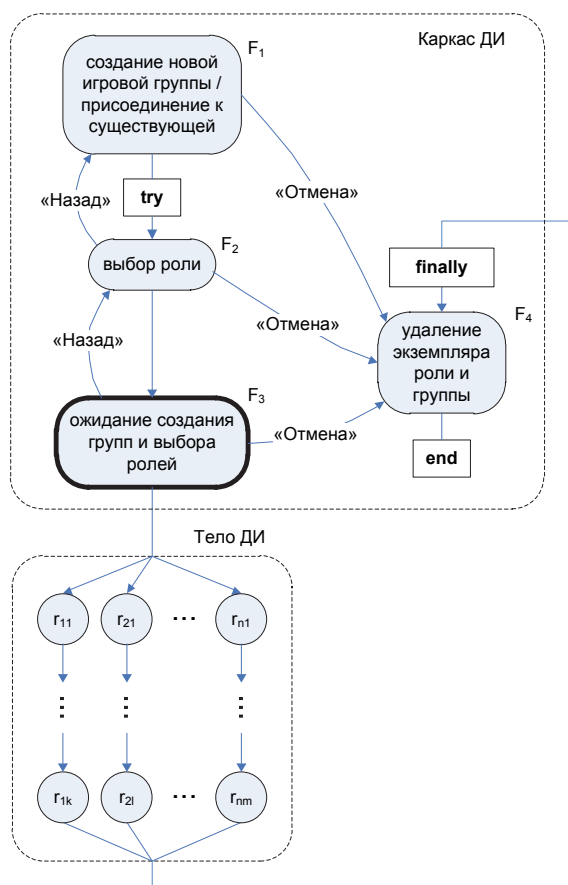 Каркас ДИ
F1
создание новой
игровой группы /
присоединение к
существующей
«Назад»
try
«Отмена»
F2
выбор роли
finally
«Назад»
«Отмена»
F4
удаление
экземпляра
роли и
группы
F3
ожидание создания
групп и выбора
ролей
«Отмена»
end
Тело ДИ
r11 r21 ... rn1
... ... ...
r1k r2l ... rnm